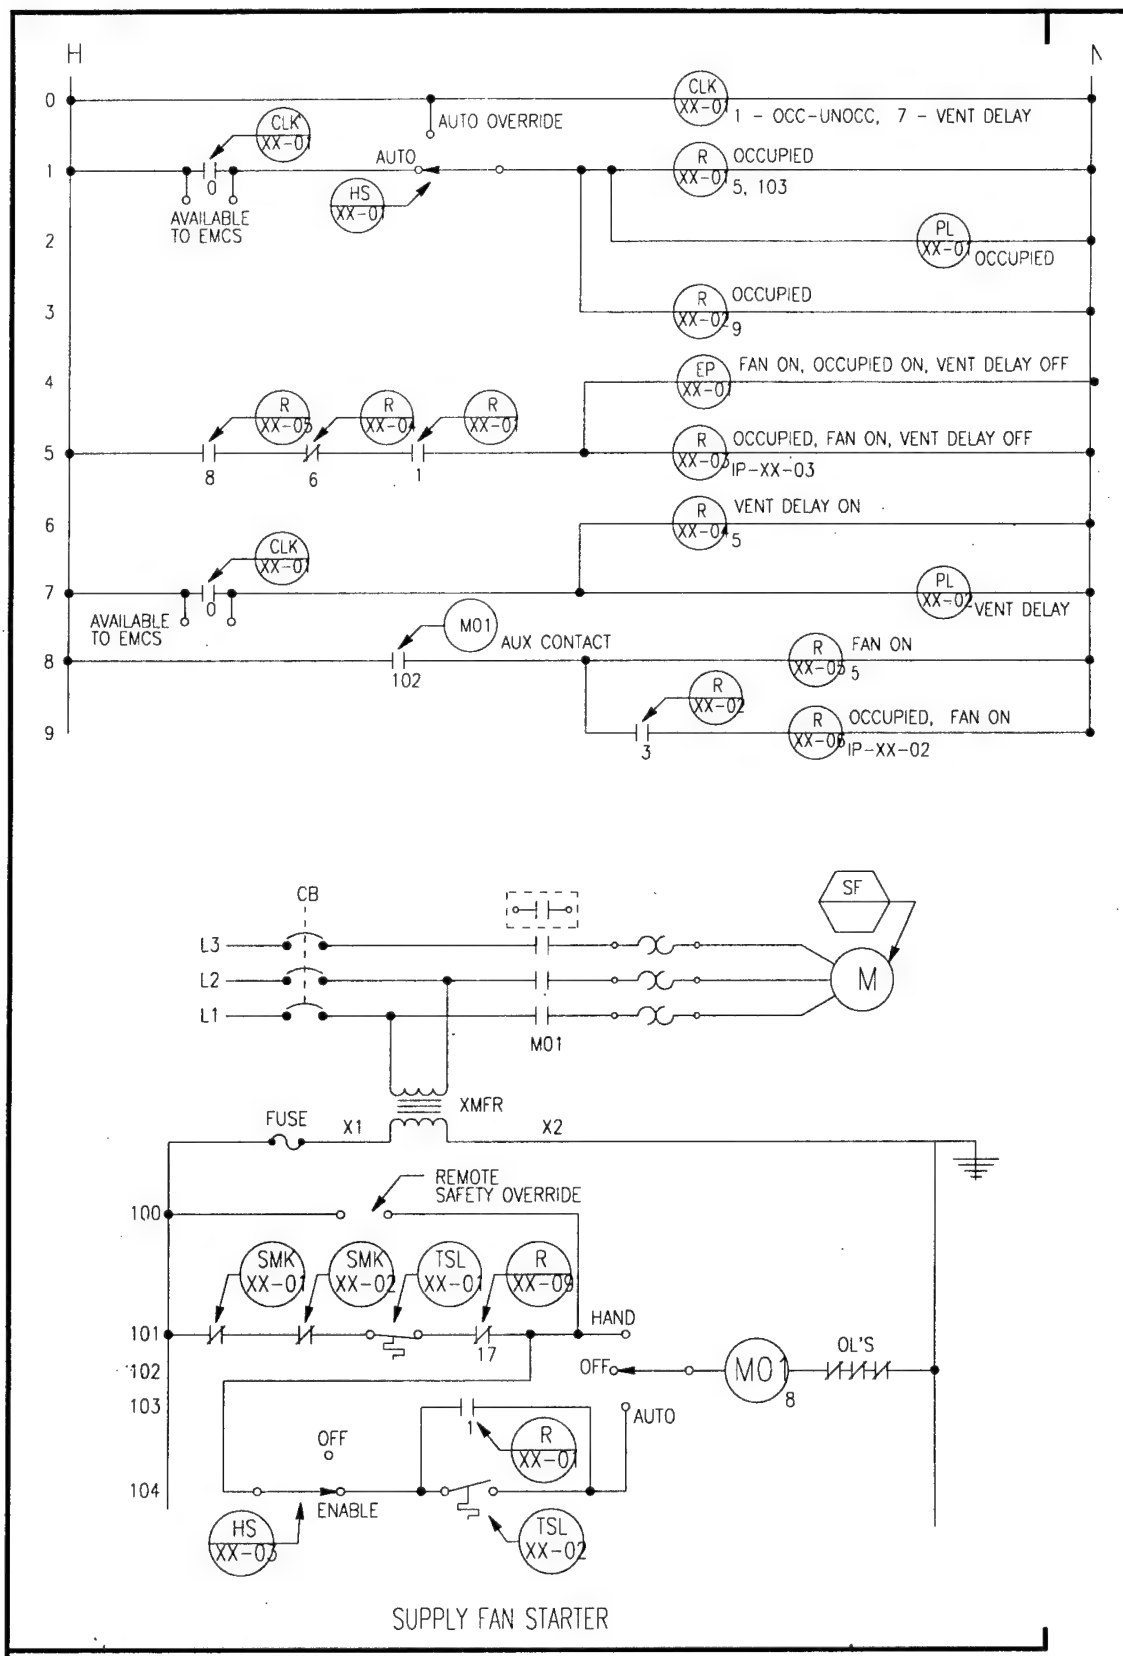 H N
0 CLK XX-01 1 - OCC-UNOCC, 7 - VENT DELAY
AUTO OVERRIDE
CLK XX-01
1 0 AUTO R XX-01 OCCUPIED 5, 103
AVAILABLE TO EMCS
HS XX-01
2 PL XX-01 OCCUPIED
3 R XX-02 OCCUPIED 9
4 EP XX-01 FAN ON, OCCUPIED ON, VENT DELAY OFF
R XX-05 R XX-04 R XX-01
5 8 6 1 R XX-03 OCCUPIED, FAN ON, VENT DELAY OFF IP-XX-03
6 R XX-04 VENT DELAY ON 5
CLK XX-01
7 0 PL XX-02 VENT DELAY
AVAILABLE TO EMCS
M01 AUX CONTACT
8 102 R XX-05 FAN ON 5
R XX-02
9 3 R XX-06 OCCUPIED, FAN ON IP-XX-02
CB SF
L3
L2 M
L1
M01
XMFR
FUSE X1 X2
REMOTE SAFETY OVERRIDE
100
SMK XX-01 SMK XX-02 TSL XX-01 R XX-09
101 17 HAND
102 OFF M01 8 OL'S
103 1 AUTO
R XX-01
OFF
104 ENABLE
HS XX-03 TSL XX-02
SUPPLY FAN STARTER